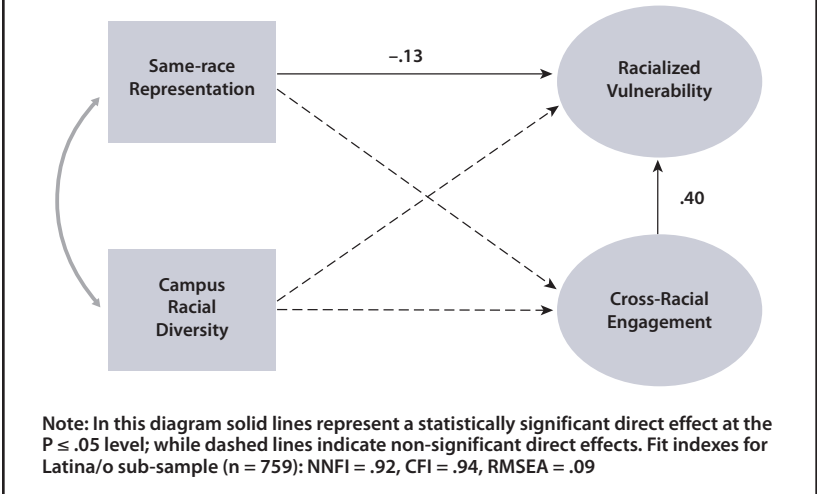 Same-race
Representation
–.13
Racialized
Vulnerability
.40
Campus
Racial
Diversity
Cross-Racial
Engagement
Note: In this diagram solid lines represent a statistically significant direct effect at the
P ≤ .05 level; while dashed lines indicate non-significant direct effects. Fit indexes for
Latina/o sub-sample (n = 759): NNFI = .92, CFI = .94, RMSEA = .09